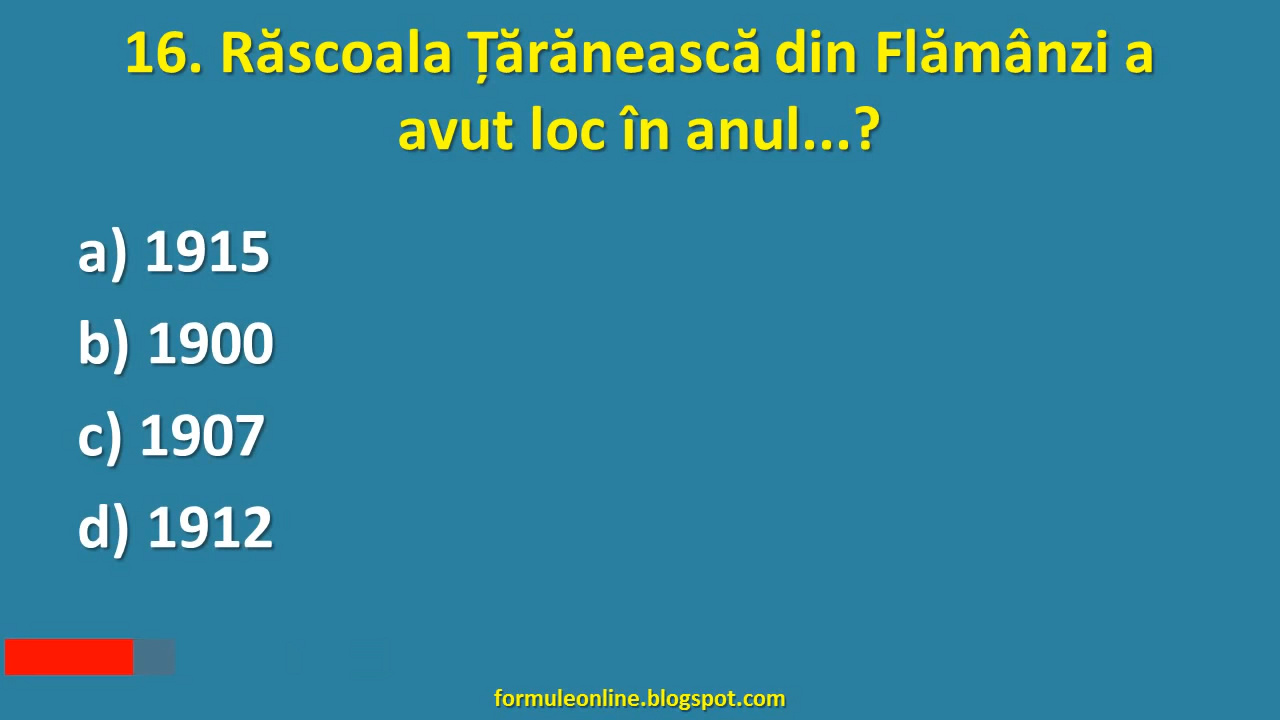 16. Răscoala Țărănească din Flămânzi a
avut loc în anul...?
a) 1915
b) 1900
c) 1907
d) 1912
formuleonline.blogspot.com